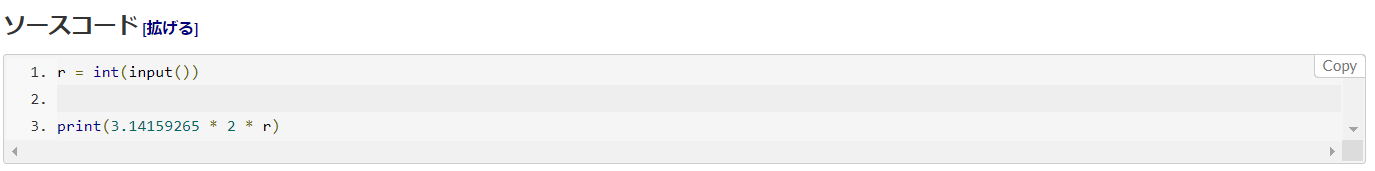 ソースコード [拡げる]
Copy
1. r = int(input())
2.
3. print(3.14159265 * 2 * r)